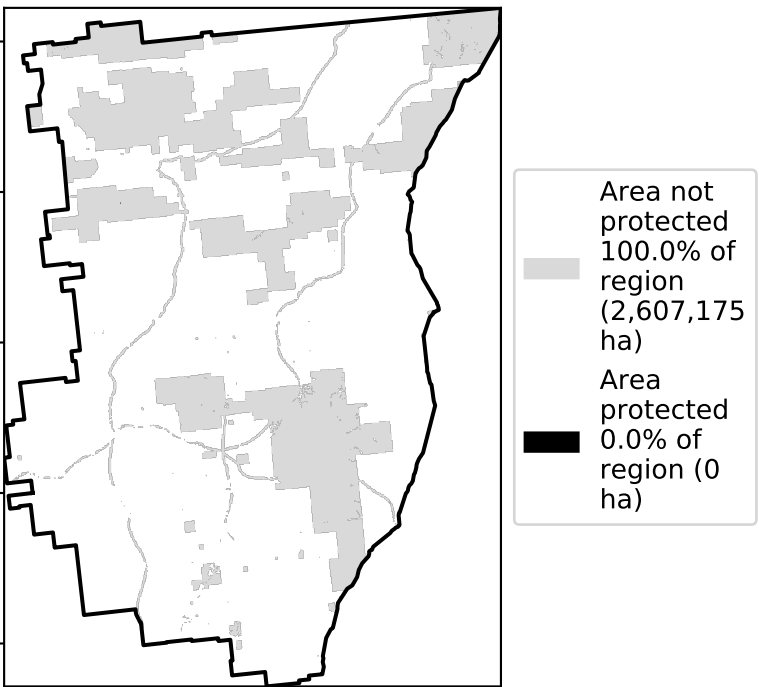 Area not
protected
100.0% of
region
(2,607,175
ha)
Area
protected
0.0% of
region (0
ha)